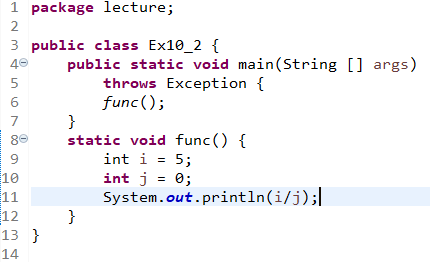 1 package lecture;
2
3 public class Ex10_2 {
4 public static void main(String [] args)
5 throws Exception {
6 func();
7 }
8 static void func() {
9 int i = 5;
10 int j = 0;
11 System.out.println(i/j);
12 }
13 }
14